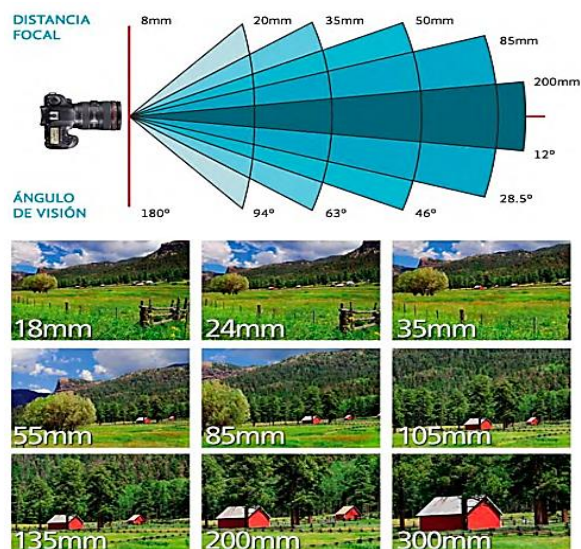 DISTANCIA
FOCAL
8mm
20mm
35mm
50mm
85mm
200mm
12º
28.5º
ÁNGULO
DE VISIÓN
180º
94º
63º
46º
18mm
24mm
35mm
55mm
85mm
105mm
135mm
200mm
300mm